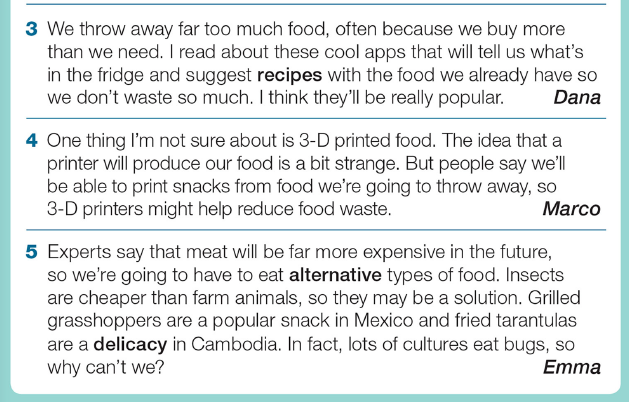 3 We throw away far too much food, often because we buy more
than we need. I read about these cool apps that will tell us what's
in the fridge and suggest recipes with the food we already have so
we don't waste so much. I think they'll be really popular. Dana
4 One thing I'm not sure about is 3-D printed food. The idea that a
printer will produce our food is a bit strange. But people say we'll
be able to print snacks from food we're going to throw away, so
3-D printers might help reduce food waste. Marco
5 Experts say that meat will be far more expensive in the future,
so we're going to have to eat alternative types of food. Insects
are cheaper than farm animals, so they may be a solution. Grilled
grasshoppers are a popular snack in Mexico and fried tarantulas
are a delicacy in Cambodia. In fact, lots of cultures eat bugs, so
why can't we? Emma